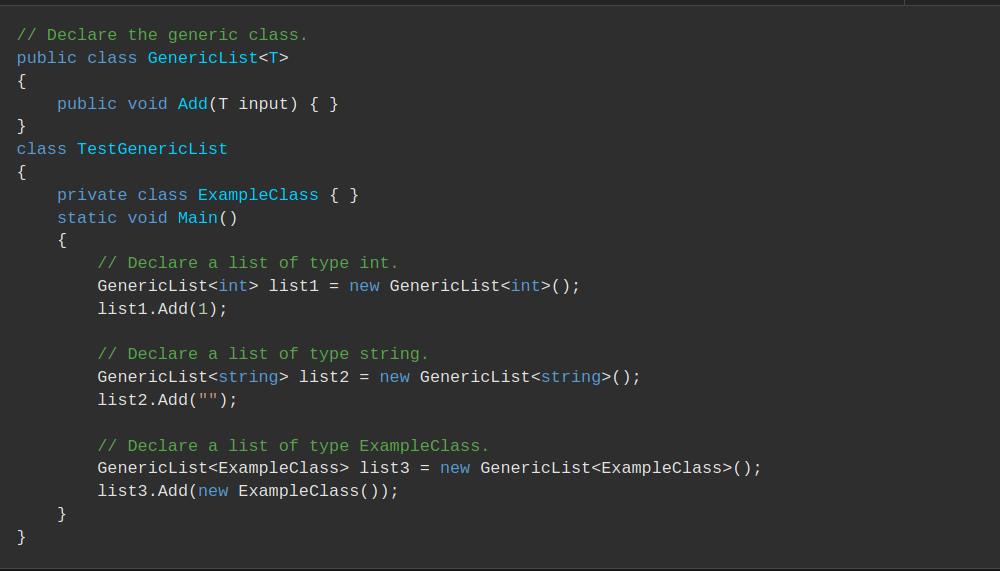 // Declare the generic class.
public class GenericList<T>
{
    public void Add(T input) { }
}
class TestGenericList
{
    private class ExampleClass { }
    static void Main()
    {
        // Declare a list of type int.
        GenericList<int> list1 = new GenericList<int>();
        list1.Add(1);

        // Declare a list of type string.
        GenericList<string> list2 = new GenericList<string>();
        list2.Add("");

        // Declare a list of type ExampleClass.
        GenericList<ExampleClass> list3 = new GenericList<ExampleClass>();
        list3.Add(new ExampleClass());
    }
}